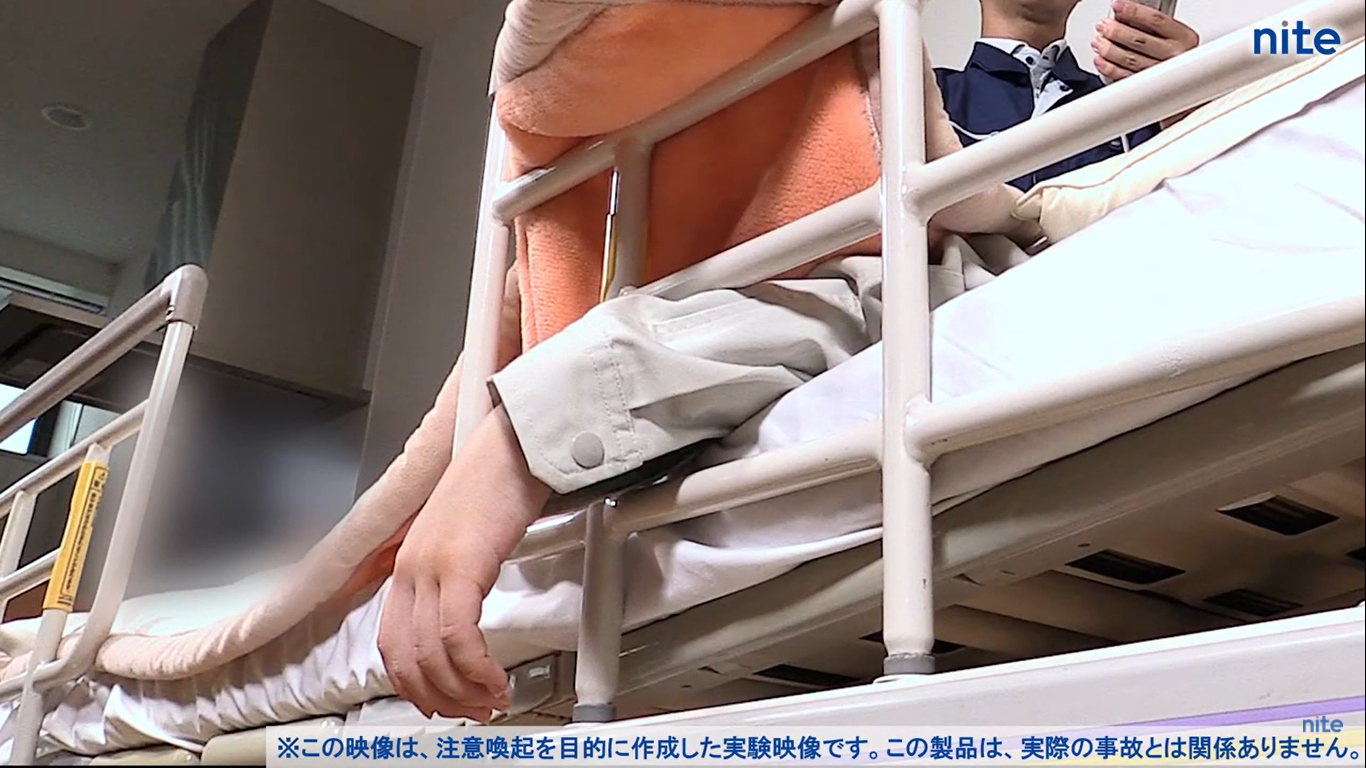 nite
nite
※この映像は、注意喚起を目的に作成した実験映像です。この製品は、実際の事故とは関係ありません。